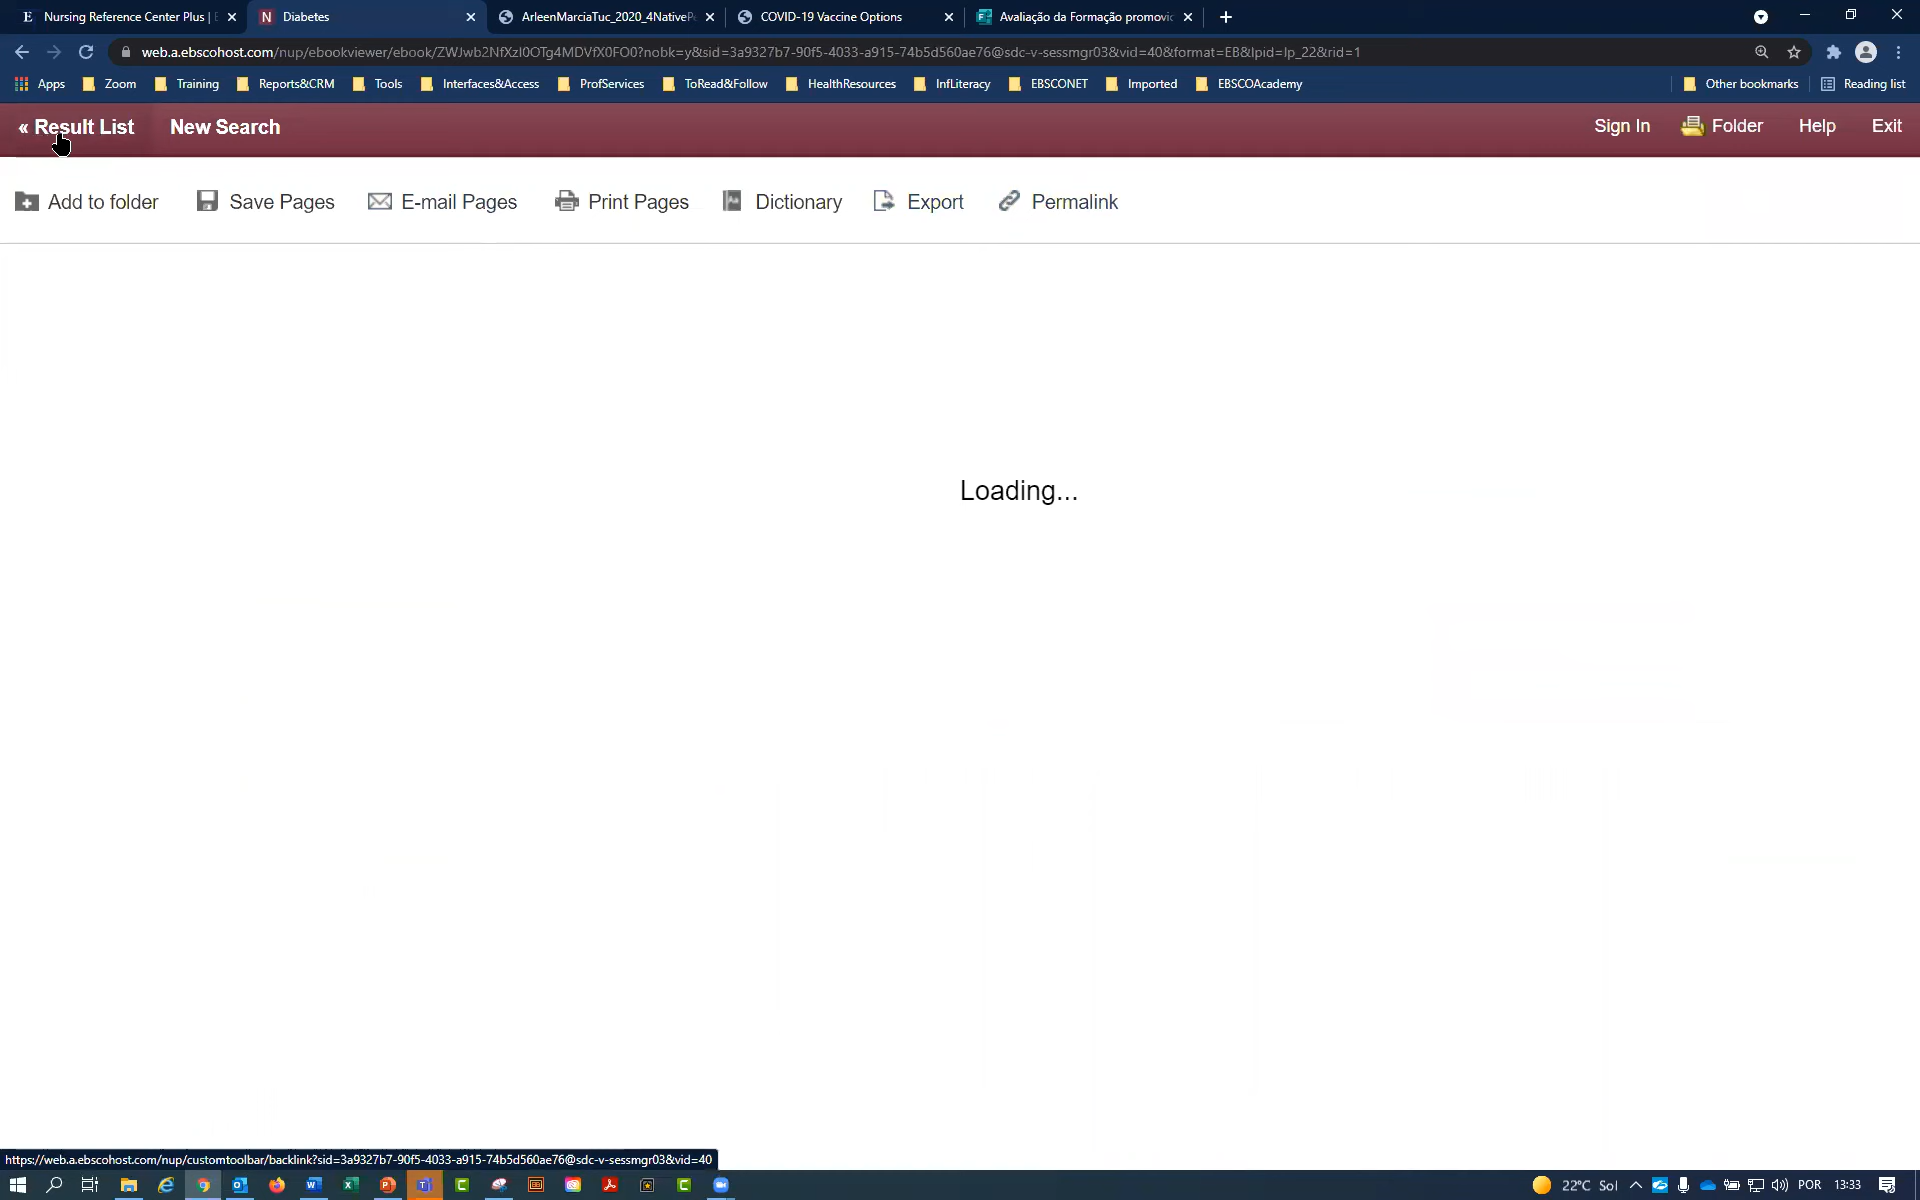 Nursing Reference Center Plus | E
Diabetes
ArleenMarciaTuc_2020_4NativePe
COVID-19 Vaccine Options
Avaliação da Formação promovic
web.a.ebscohost.com/nup/ebookviewer/ebook/ZWJwb2NfXzI0OTg4MDVfX0FO0?nobk=y&sid=3a9327b7-90f5-4033-a915-74b5d560ae76@sdc-v-sessmgr03&vid=40&format=EB&lpid=lp_22&rid=1
Apps Zoom Training Reports&CRM Tools Interfaces&Access ProfServices ToRead&Follow HealthResources InfLiteracy EBSCONET Imported EBSCOAcademy Other bookmarks Reading list
« Result List New Search Sign In Folder Help Exit
Add to folder Save Pages E-mail Pages Print Pages Dictionary Export Permalink
Loading...
https://web.a.ebscohost.com/nup/customtoolbar/backlink?sid=3a9327b7-90f5-4033-a915-74b5d560ae76@sdc-v-sessmgr03&vid=40
22°C Sol POR 13:33